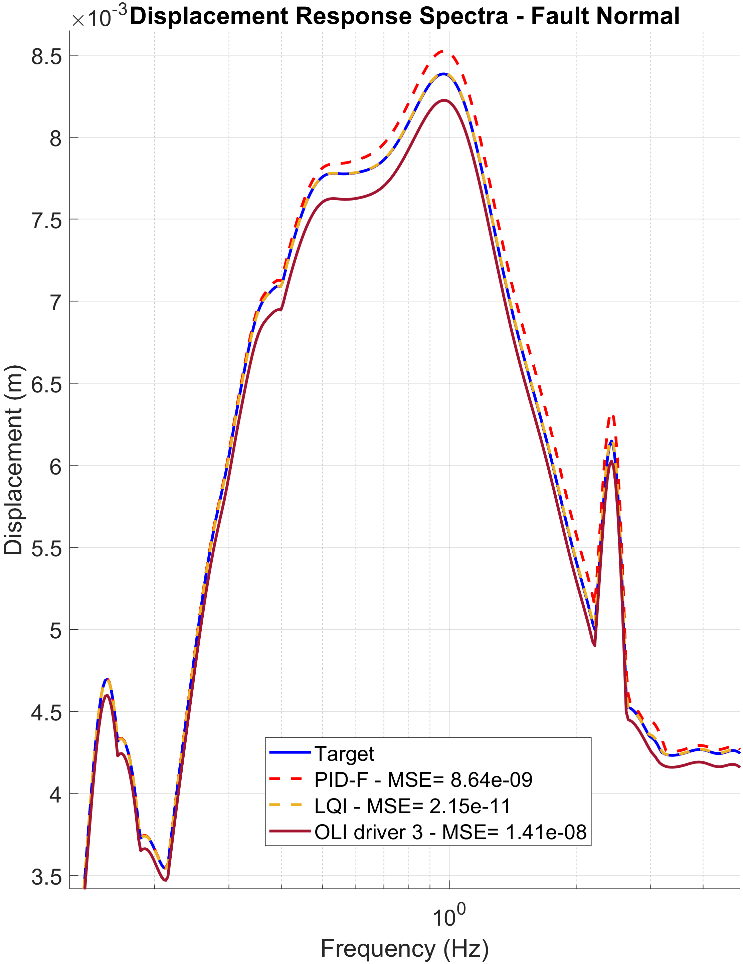 ×10⁻³ Displacement Response Spectra - Fault Normal
8.5
8
7.5
7
6.5
6
5.5
5
4.5
4
3.5
Displacement (m)
Target
PID-F - MSE= 8.64e-09
LQI - MSE= 2.15e-11
OLI driver 3 - MSE= 1.41e-08
10⁰
Frequency (Hz)